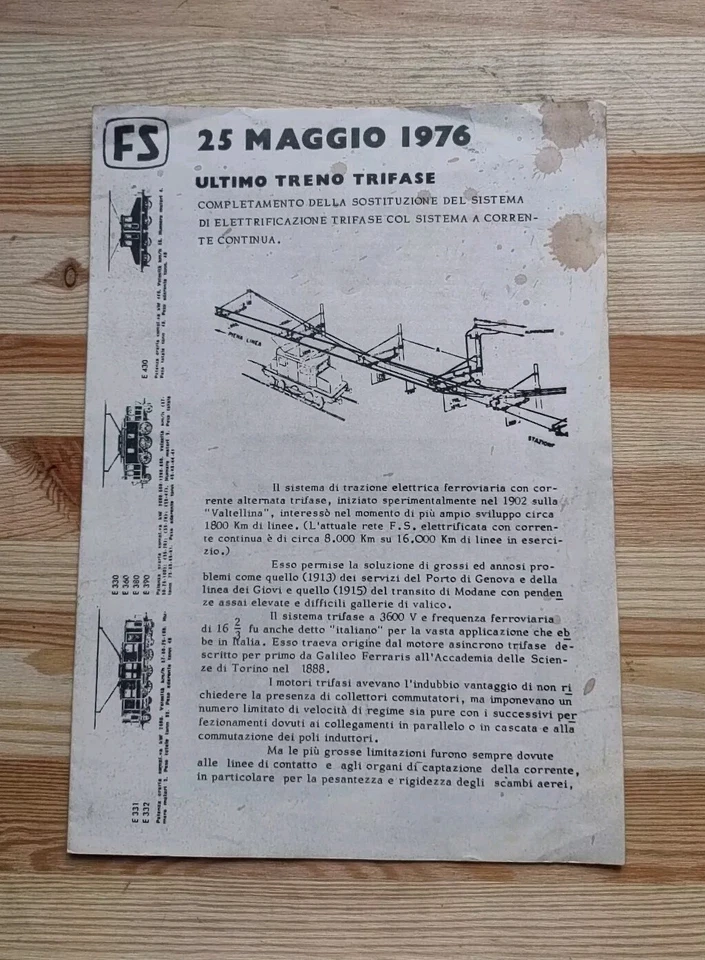 FS
25 MAGGIO 1976
ULTIMO TRENO TRIFASE
COMPLETAMENTO DELLA SOSTITUZIONE DEL SISTEMA
DI ELETTRIFICAZIONE TRIFASE COL SISTEMA A CORREN-
TE CONTINUA.
PIENA LINEA
STAZIONE
Il sistema di trazione elettrica ferroviaria con cor-
rente alternata trifase, iniziato sperimentalmente nel 1902 sulla
"Valtellina", interessò nel momento di più ampio sviluppo circa
1800 Km di linee. (L'attuale rete F.S. elettrificata con corren-
te continua è di circa 8.000 Km su 16.000 Km di linee in eserci-
zio.)
Esso permise la soluzione di grossi ed annosi pro-
blemi come quello (1913) dei servizi del Porto di Genova e della
linea dei Giovi e quello (1915) del transito di Modane con penden
ze assai elevate e difficili gallerie di valico.
Il sistema trifase a 3600 V e frequenza ferroviaria
di 16 2/3 fu anche detto "italiano" per la vasta applicazione che eb
be in Italia. Esso traeva origine dal motore asincrono trifase de-
scritto per primo da Galileo Ferraris all'Accademia delle Scien-
ze di Torino nel 1888.
I motori trifasi avevano l'indubbio vantaggio di non ri
chiedere la presenza di collettori commutatori, ma imponevano un
numero limitato di velocità di regime sia pure con i successivi per
fezionamenti dovuti ai collegamenti in parallelo o in cascata e alla
commutazione dei poli induttori.
Ma le più grosse limitazioni furono sempre dovute
alle linee di contatto e agli organi di captazione della corrente,
in particolare per la pesantezza e rigidezza degli scambi aerei,
E 430
E 330
E 360
E 380
E 390
E 331
E 332